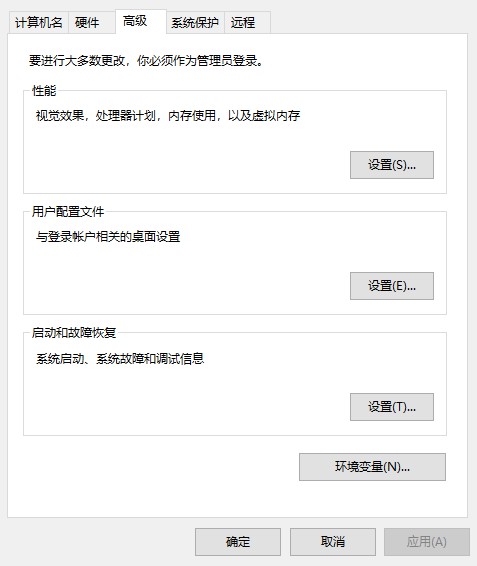 计算机名 硬件 高级 系统保护 远程
要进行大多数更改，你必须作为管理员登录。
性能
视觉效果，处理器计划，内存使用，以及虚拟内存
设置(S)...
用户配置文件
与登录帐户相关的桌面设置
设置(E)...
启动和故障恢复
系统启动、系统故障和调试信息
设置(T)...
环境变量(N)...
确定 取消 应用(A)